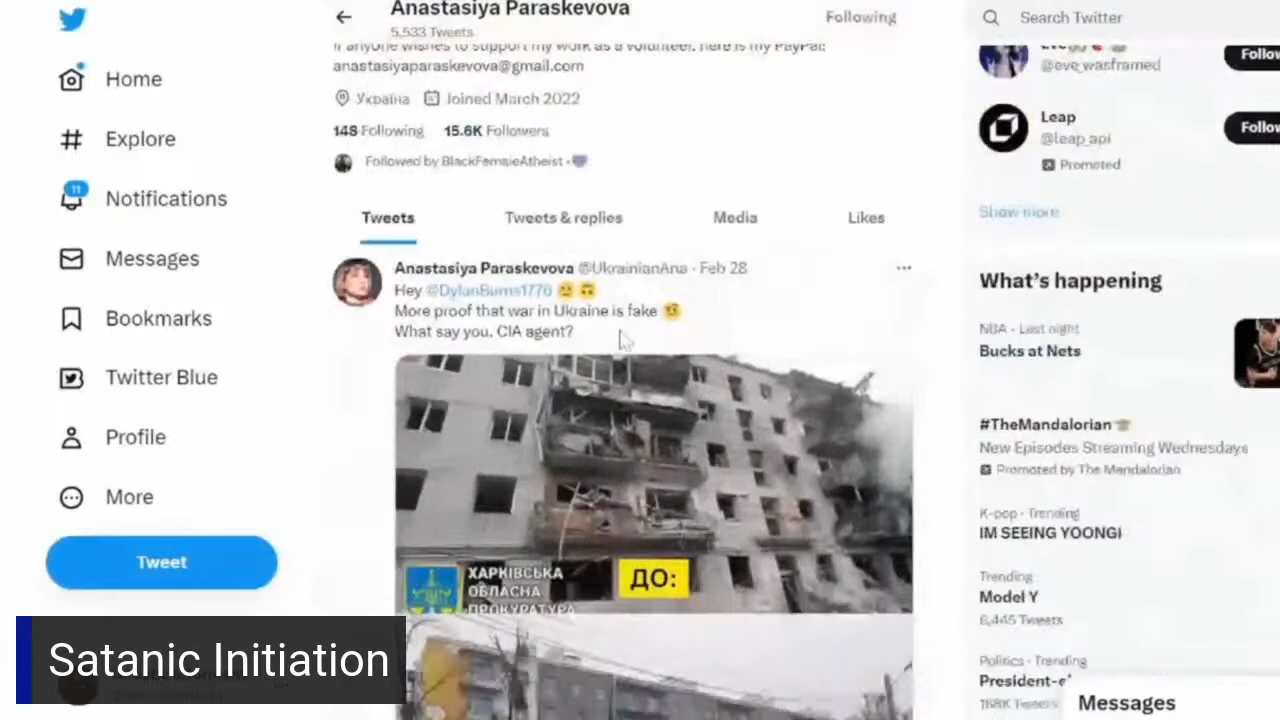 Anastasiya Paraskevova
5,533 Tweets
Following
Search Twitter
Home
Explore
Notifications
11
Messages
Bookmarks
Twitter Blue
Profile
More
Tweet
If anyone wishes to support my work as a volunteer, here is my PayPal:
anastasiyaparaskevova@gmail.com
Україна Joined March 2022
148 Following 15.6K Followers
Followed by BlackFemaleAtheist
Tweets Tweets & replies Media Likes
Anastasiya Paraskevova @UkrainianAna · Feb 28
Hey @DylanBurns1776
More proof that war in Ukraine is fake
What say you, CIA agent?
ХАРКІВСЬКА
ОБЛАСНА
ПРОКУРАТУРА
ДО:
@eve_wasframed
Follow
Leap
@leap_api
Follow
Promoted
Show more
What's happening
NBA · Last night
Bucks at Nets
#TheMandalorian
New Episodes Streaming Wednesdays
Promoted by The Mandalorian
K-pop · Trending
IM SEEING YOONGI
Trending
Model Y
6,445 Tweets
Politics · Trending
168K Tweets
Messages
Satanic Initiation